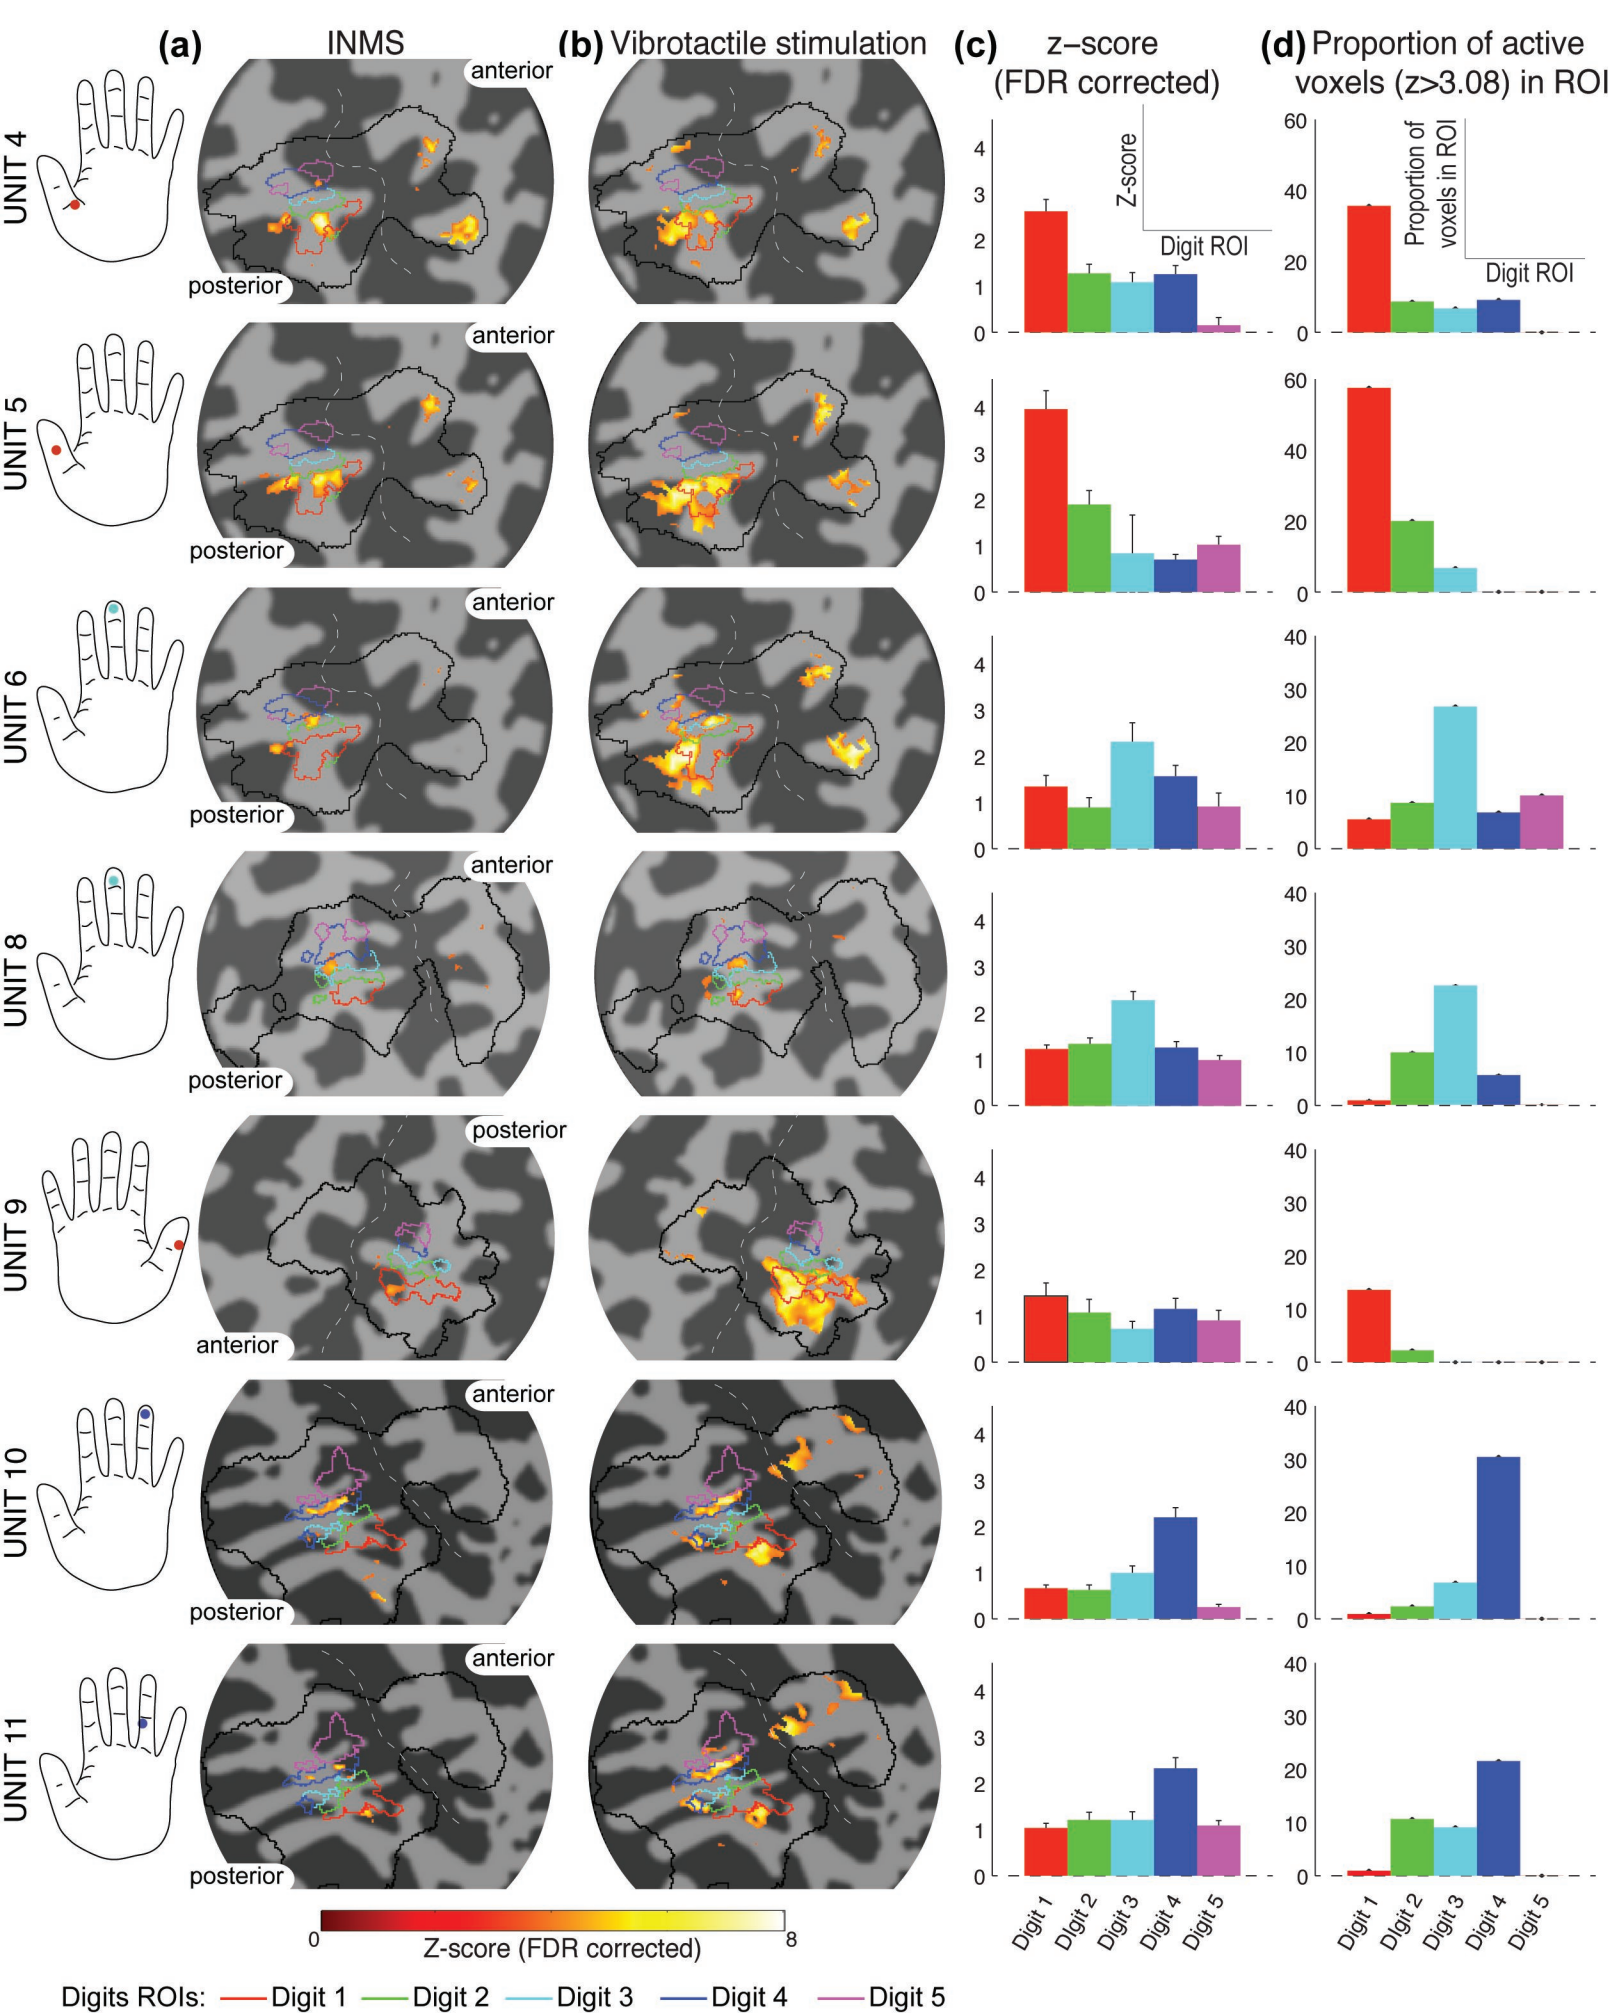 (a) INMS
(b) Vibrotactile stimulation
(c) z–score
(FDR corrected)
(d) Proportion of active
voxels (z>3.08) in ROI
UNIT 4
anterior
posterior
4
3
2
1
0
Z-score
Digit ROI
60
40
20
0
Proportion of
voxels in ROI
Digit ROI
UNIT 5
anterior
posterior
4
3
2
1
0
60
40
20
0
UNIT 6
anterior
posterior
4
3
2
1
0
40
30
20
10
0
UNIT 8
anterior
posterior
4
3
2
1
0
40
30
20
10
0
UNIT 9
posterior
anterior
4
3
2
1
0
40
30
20
10
0
UNIT 10
anterior
posterior
4
3
2
1
0
40
30
20
10
0
UNIT 11
anterior
posterior
4
3
2
1
0
40
30
20
10
0
Digit 1
DIgit 2
Digit 3
Digit 4
Digit 5
Digit 1
DIgit 2
Digit 3
Digit 4
Digit 5
0
8
Z-score (FDR corrected)
Digits ROIs: Digit 1 Digit 2 Digit 3 Digit 4 Digit 5